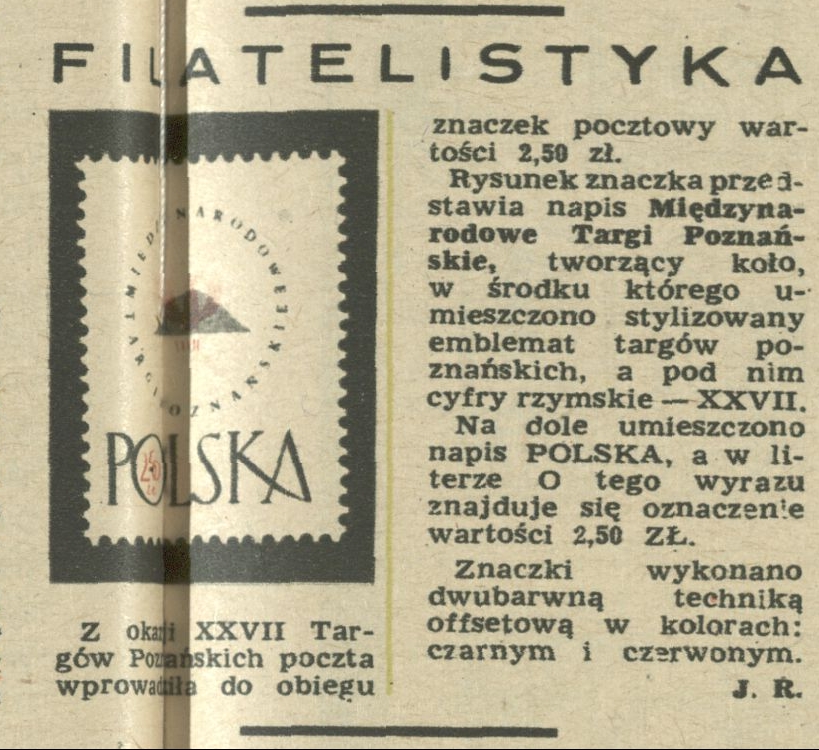 FILATELISTYKA
MIĘDZYNARODOWE TARGI POZNAŃSKIE
POLSKA
Z okazji XXVII Tar-
gów Poznańskich poczta
wprowadziła do obiegu
znaczek pocztowy war-
tości 2,50 zł.
Rysunek znaczka przed-
stawia napis Międzyna-
rodowe Targi Poznań-
skie, tworzący koło,
w środku którego u-
mieszczono stylizowany
emblemat targów po-
znańskich, a pod nim
cyfry rzymskie — XXVII.
Na dole umieszczono
napis POLSKA, a w li-
terze O tego wyrazu
znajduje się oznaczenie
wartości 2,50 ZŁ.
Znaczki wykonano
dwubarwną techniką
offsetową w kolorach:
czarnym i czerwonym.
J. R.